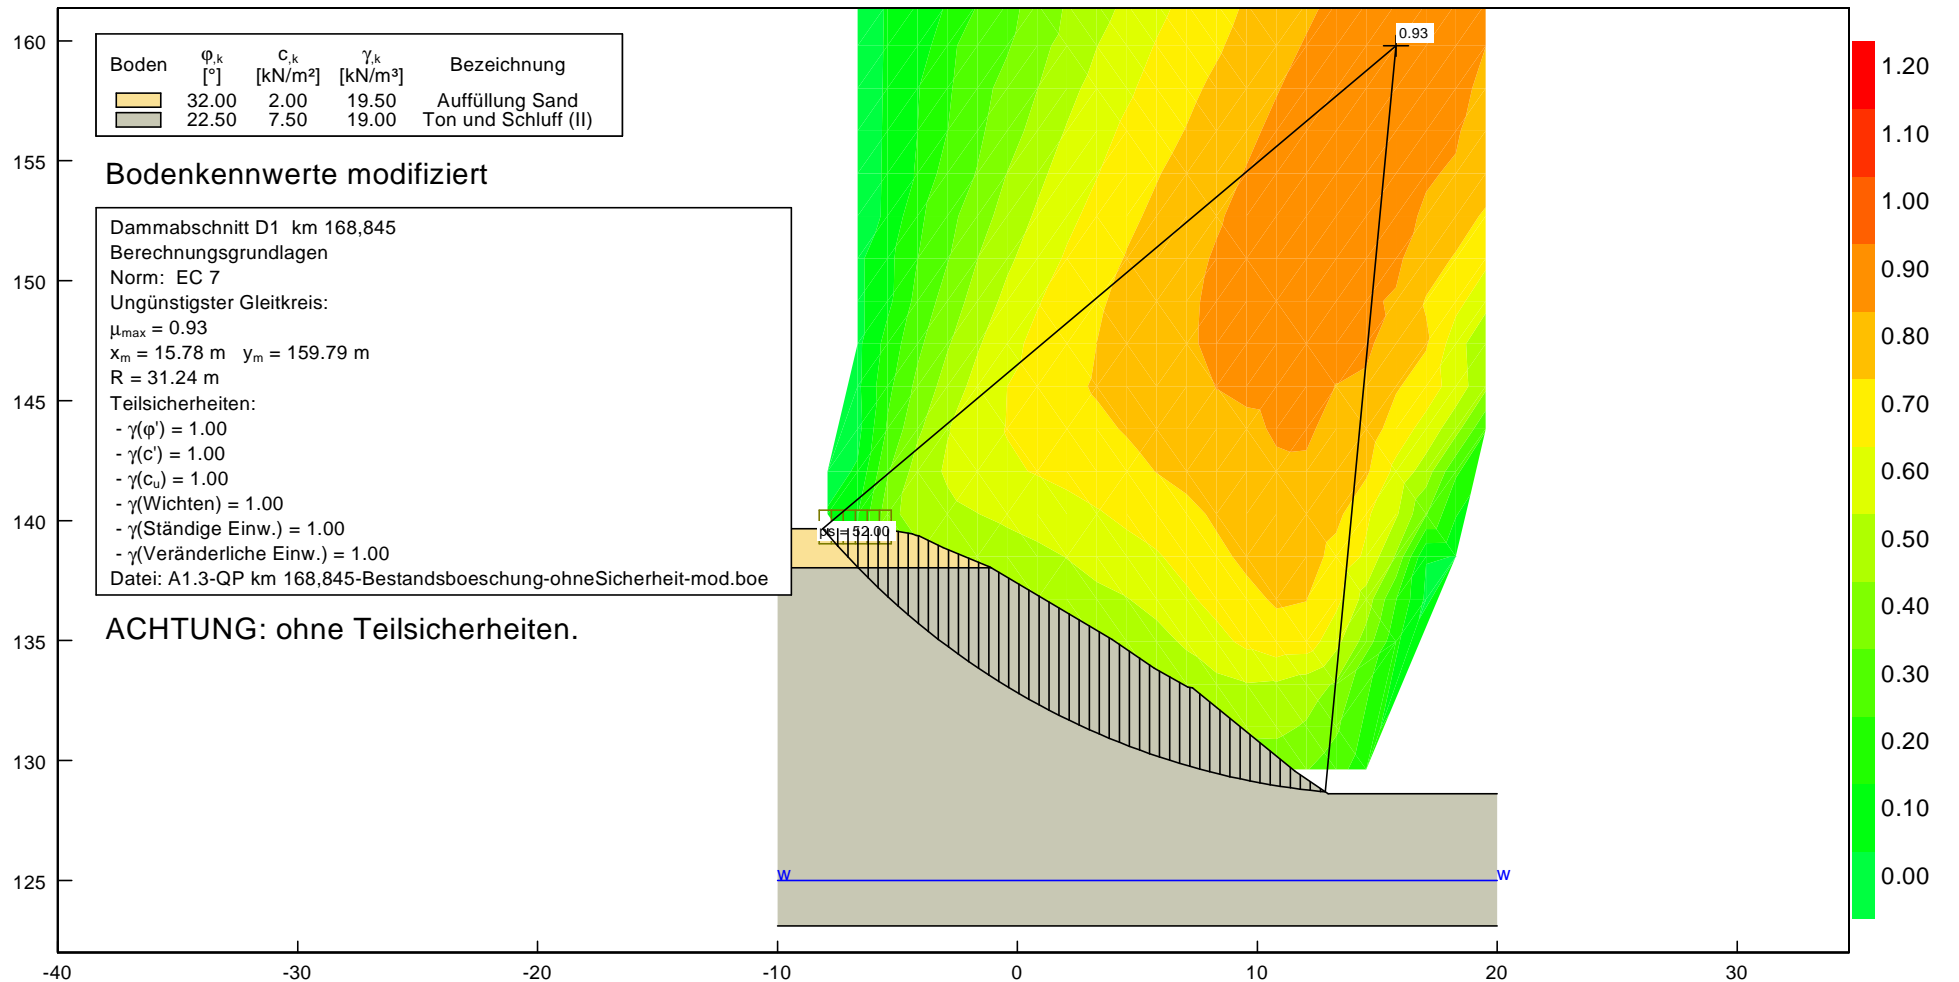 Boden φ,k [°] c,k [kN/m²] γ,k [kN/m³] Bezeichnung
32.00 2.00 19.50 Auffüllung Sand
22.50 7.50 19.00 Ton und Schluff (II)
Bodenkennwerte modifiziert
Dammabschnitt D1 km 168,845
Berechnungsgrundlagen
Norm: EC 7
Ungünstigster Gleitkreis:
μmax = 0.93
xm = 15.78 m ym = 159.79 m
R = 31.24 m
Teilsicherheiten:
- γ(φ') = 1.00
- γ(c') = 1.00
- γ(cu) = 1.00
- γ(Wichten) = 1.00
- γ(Ständige Einw.) = 1.00
- γ(Veränderliche Einw.) = 1.00
Datei: A1.3-QP km 168,845-Bestandsboeschung-ohneSicherheit-mod.boe
ACHTUNG: ohne Teilsicherheiten.
0.93
ps = 52.00
w w
160
155
150
145
140
135
130
125
-40 -30 -20 -10 0 10 20 30
1.20
1.10
1.00
0.90
0.80
0.70
0.60
0.50
0.40
0.30
0.20
0.10
0.00